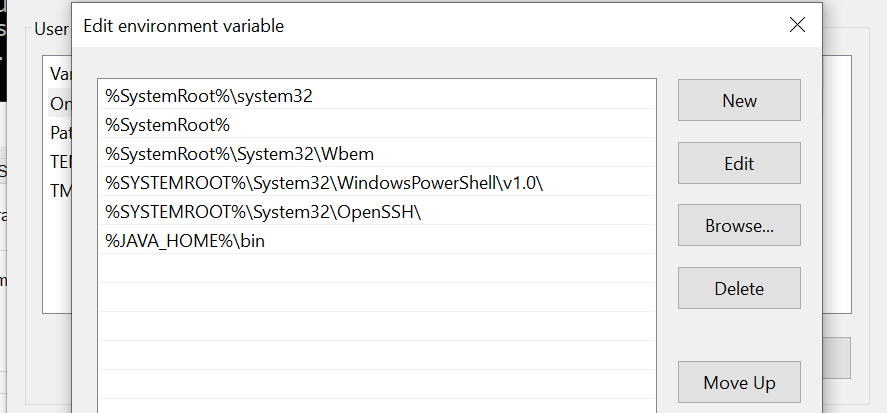 Edit environment variable
User
%SystemRoot%\system32
%SystemRoot%
%SystemRoot%\System32\Wbem
%SYSTEMROOT%\System32\WindowsPowerShell\v1.0\
%SYSTEMROOT%\System32\OpenSSH\
%JAVA_HOME%\bin
New
Edit
Browse...
Delete
Move Up
Var
On
Pat
TEM
TM